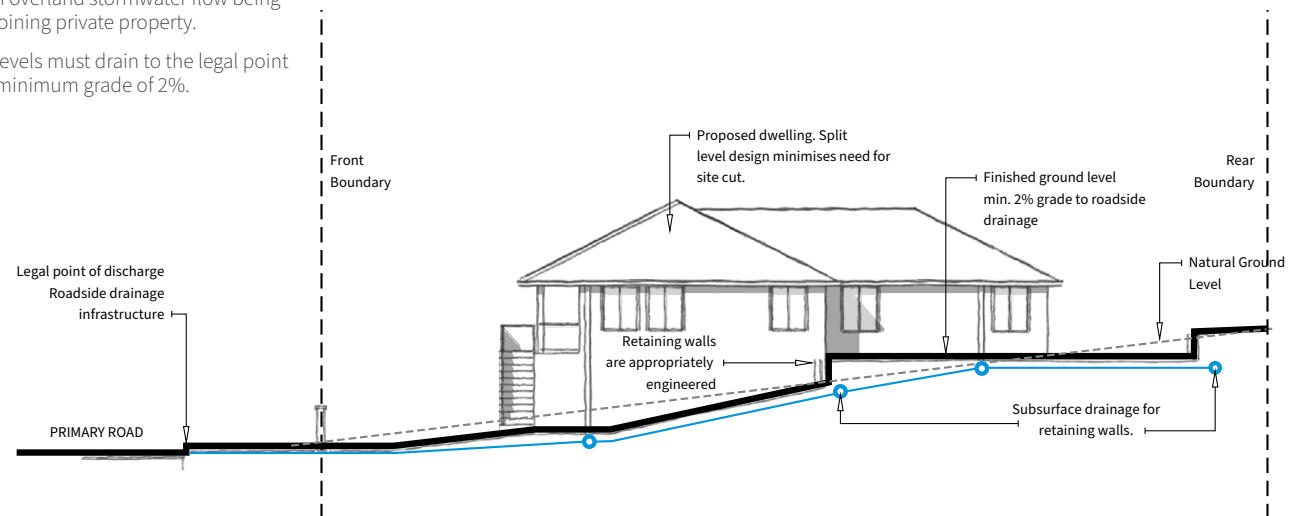 overland stormwater flow being
oining private property.
evels must drain to the legal point
minimum grade of 2%.
Proposed dwelling. Split
level design minimises need for
site cut.
Front
Boundary
Rear
Boundary
Finished ground level
min. 2% grade to roadside
drainage
Natural Ground
Level
Legal point of discharge
Roadside drainage
infrastructure
Retaining walls
are appropriately
engineered
Subsurface drainage for
retaining walls.
PRIMARY ROAD